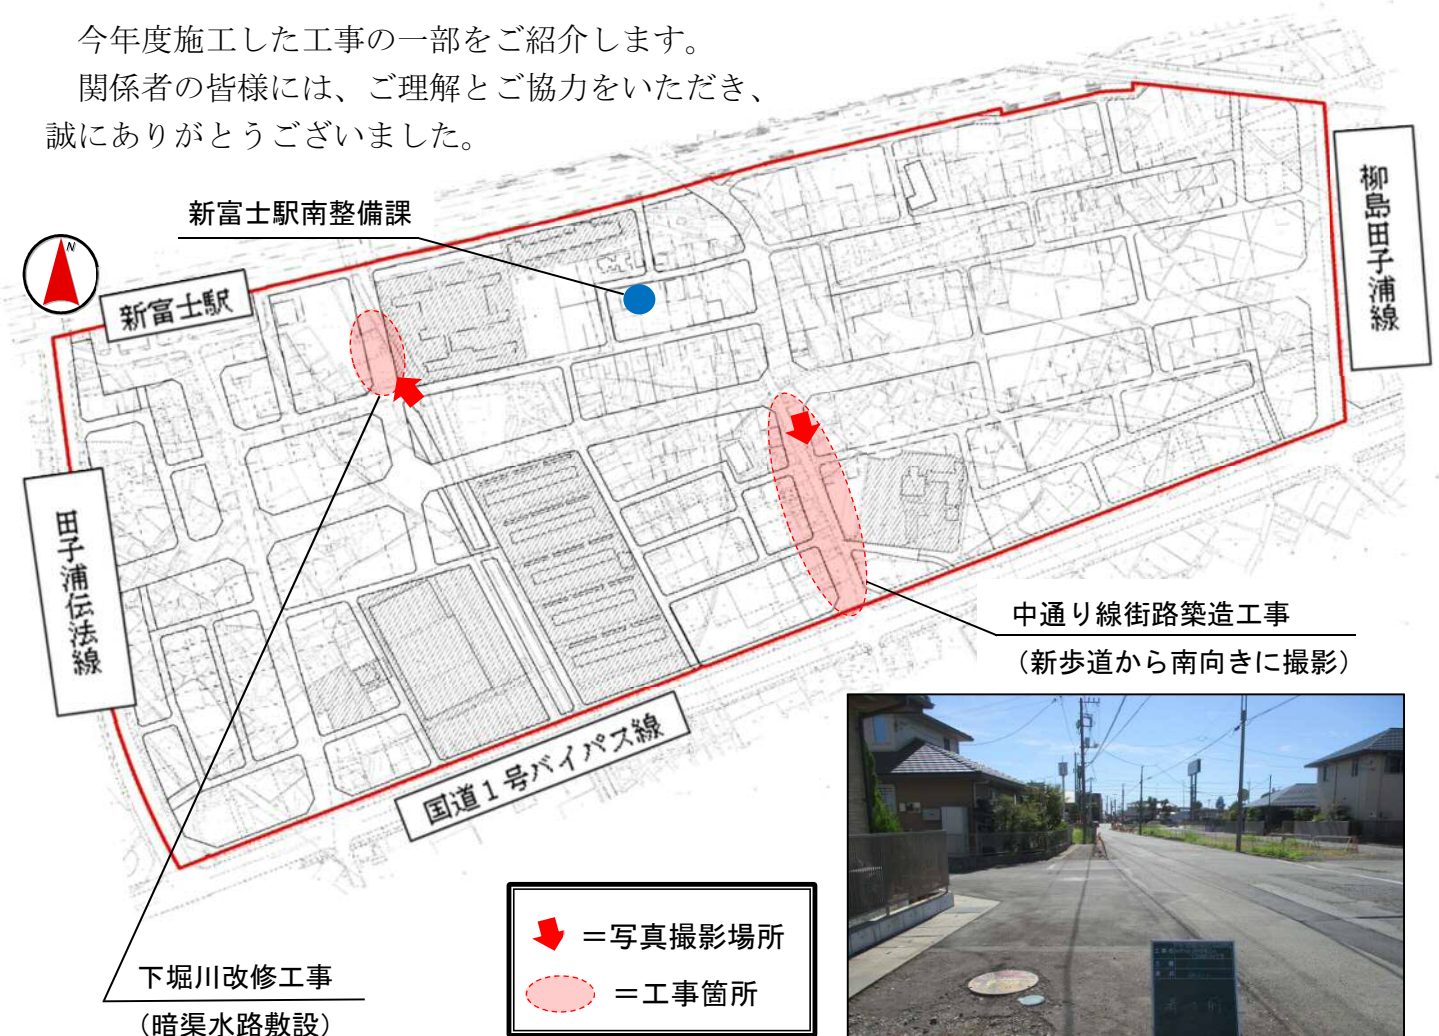 今年度施工した工事の一部をご紹介します。
関係者の皆様には、ご理解とご協力をいただき、
誠にありがとうございました。
新富士駅南整備課
N
新富士駅
柳島田子浦線
田子浦伝法線
国道1号バイパス線
中通り線街路築造工事
（新歩道から南向きに撮影）
＝写真撮影場所
＝工事箇所
下堀川改修工事
（暗渠水路敷設）